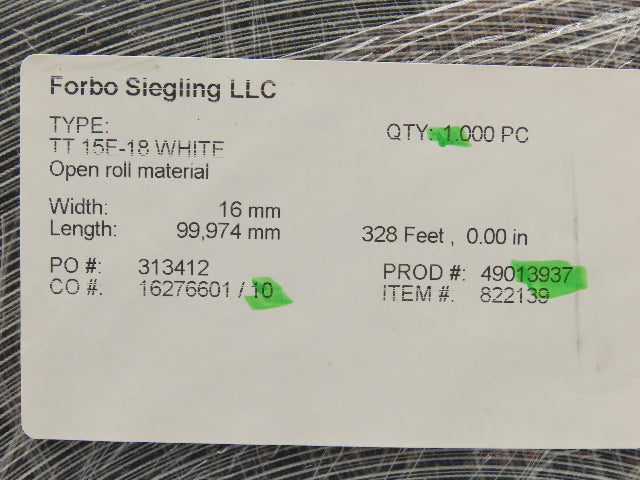 Forbo Siegling LLC
TYPE:
QTY: 1.000 PC
TT 15E-18 WHITE
Open roll material
Width: 16 mm
Length: 99,974 mm 328 Feet , 0.00 in
PO #: 313412 PROD #: 49013937
CO #: 16276601 / 10 ITEM #: 822139